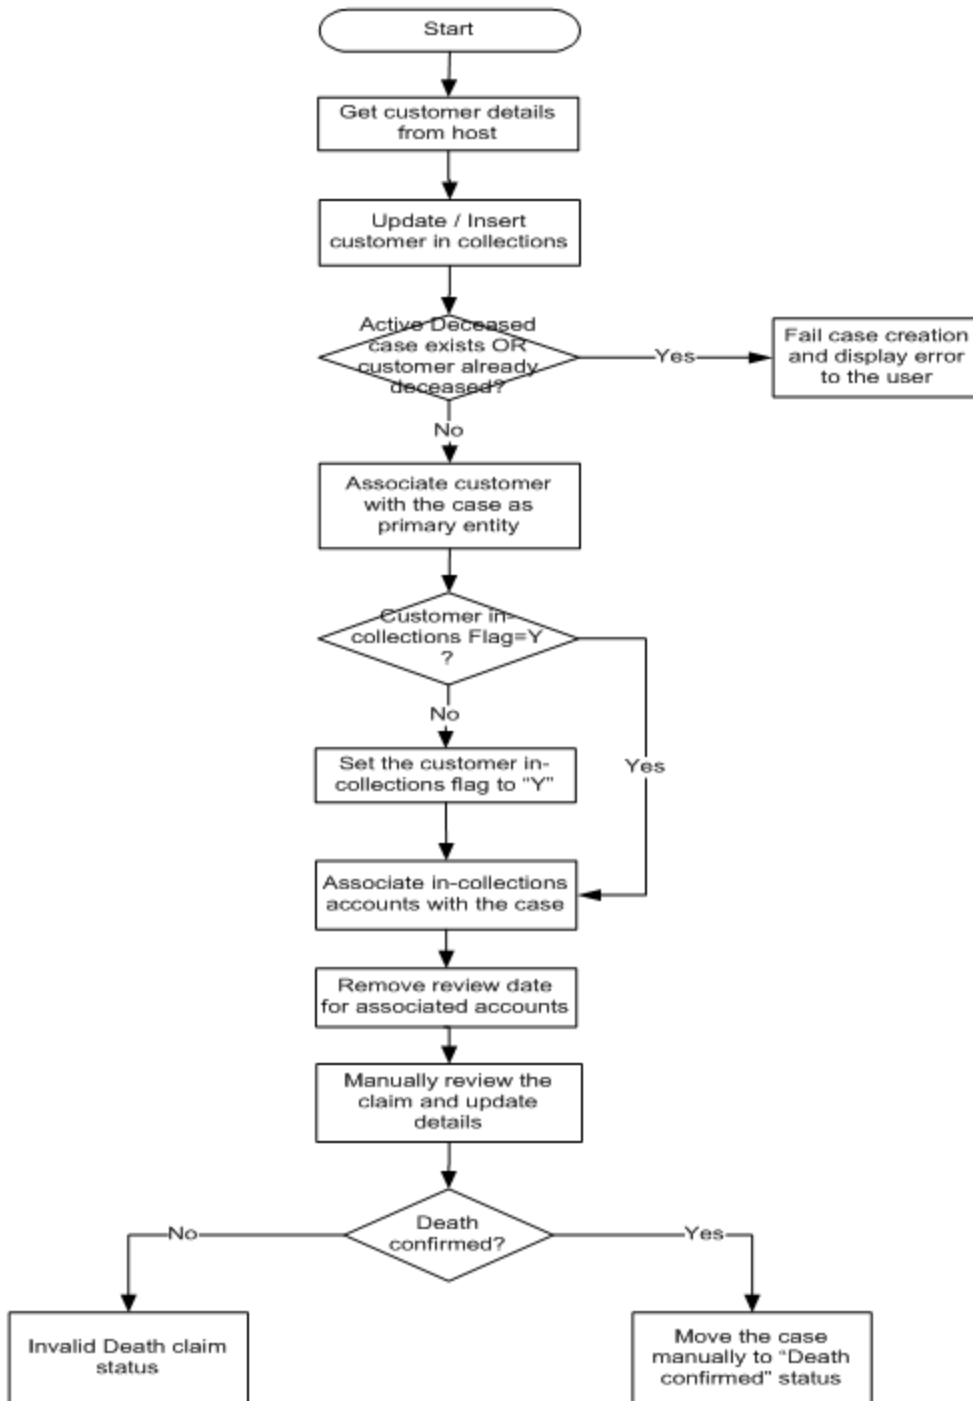 Start
Get customer details
from host
Update / Insert
customer in collections
Active Deceased
case exists OR
customer already
deceased?
Yes
Fail case creation
and display error
to the user
No
Associate customer
with the case as
primary entity
Customer in-
collections Flag=Y
?
No
Set the customer in-
collections flag to “Y”
Yes
Associate in-collections
accounts with the case
Remove review date
for associated accounts
Manually review the
claim and update
details
Death
confirmed?
No
Yes
Invalid Death claim
status
Move the case
manually to “Death
confirmed” status